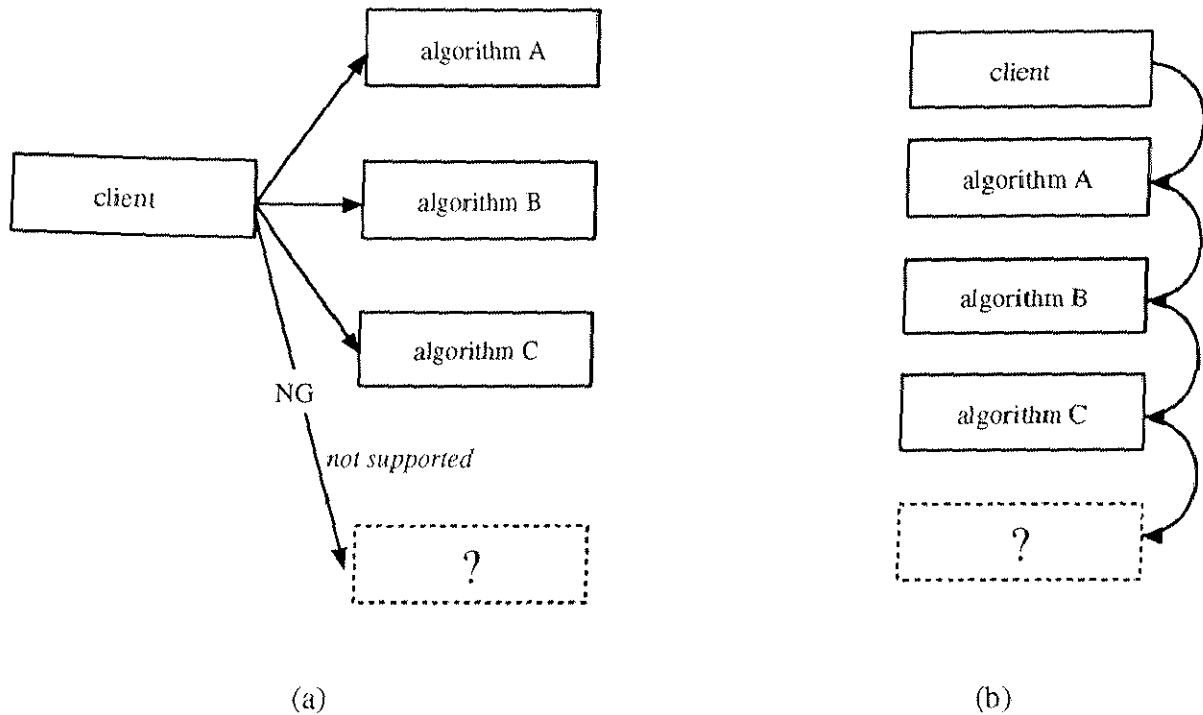 algorithm A
client
algorithm B
algorithm C
NG
not supported
?
(a)
client
algorithm A
algorithm B
algorithm C
?
(b)